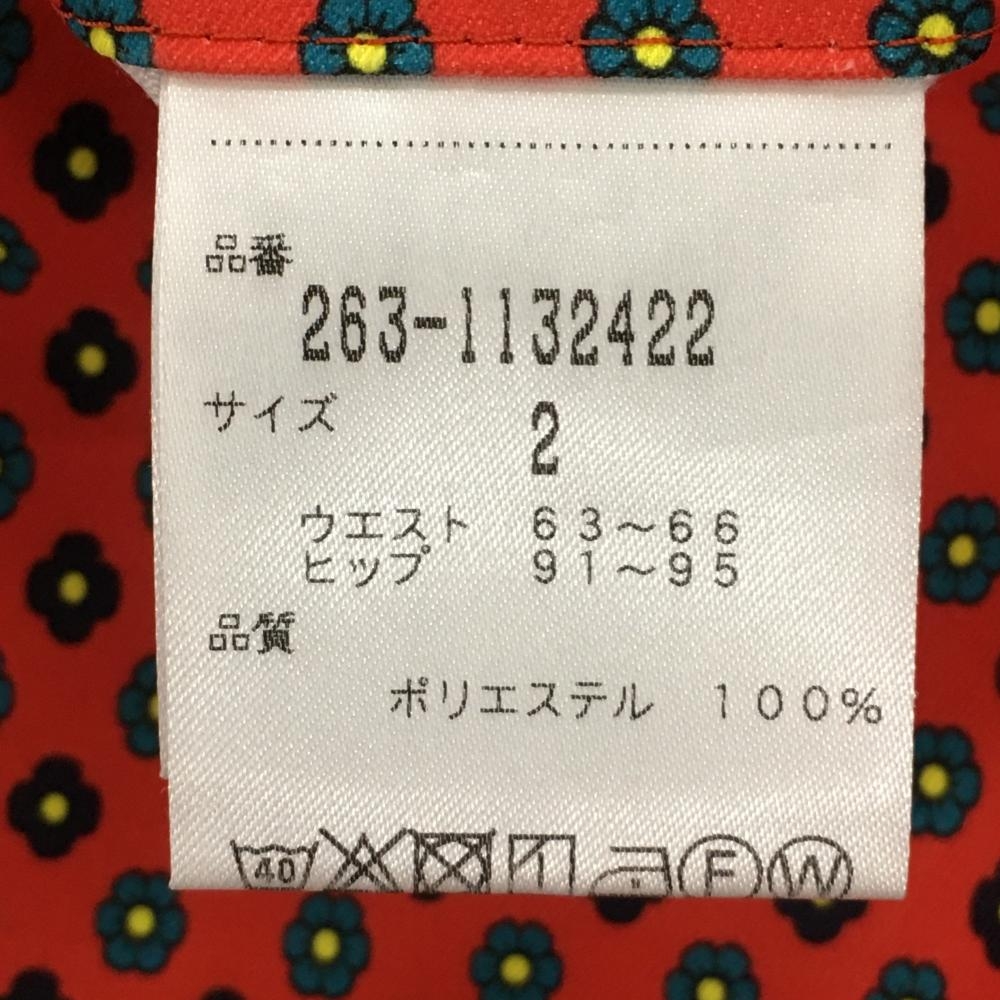 品番
263-1132422
サイズ
2
ウエスト 63～66
ヒップ 91～95
品質
ポリエステル 100%
40 F W